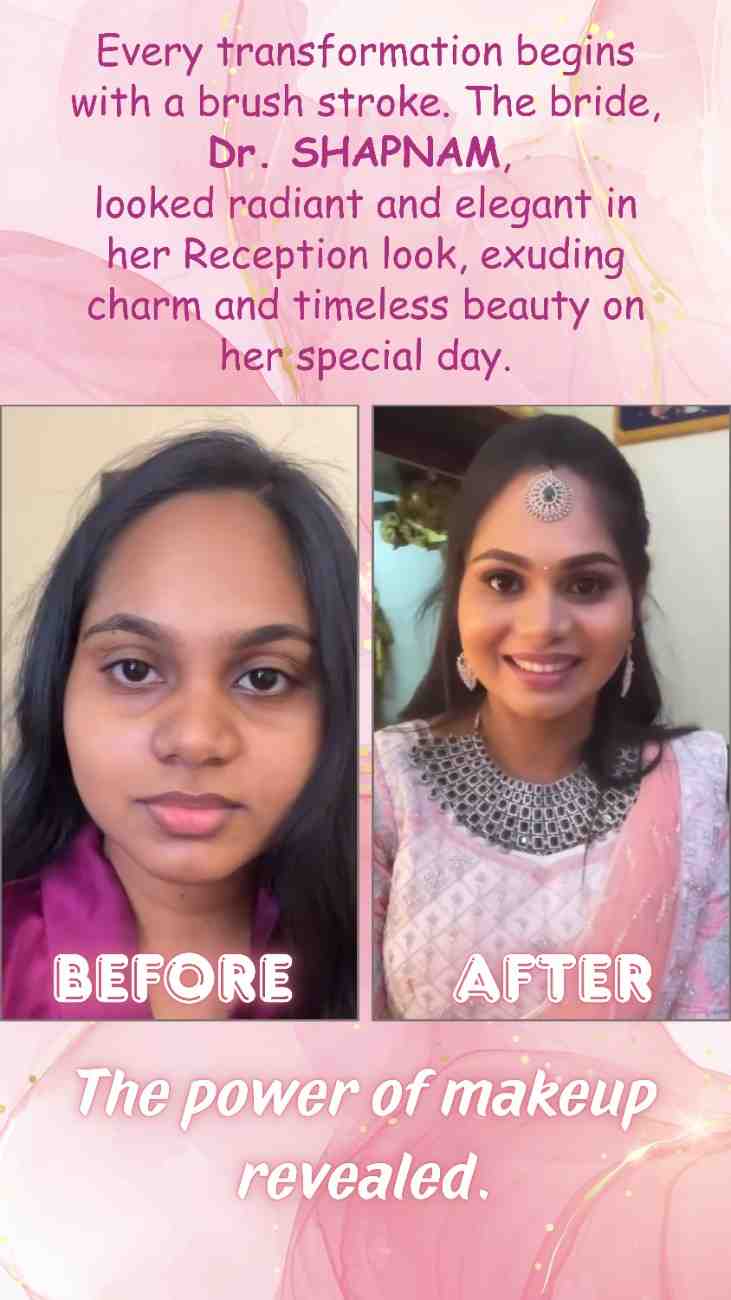 Every transformation begins
with a brush stroke. The bride,
Dr. SHAPNAM,
looked radiant and elegant in
her Reception look, exuding
charm and timeless beauty on
her special day.
BEFORE
AFTER
The power of makeup
revealed.